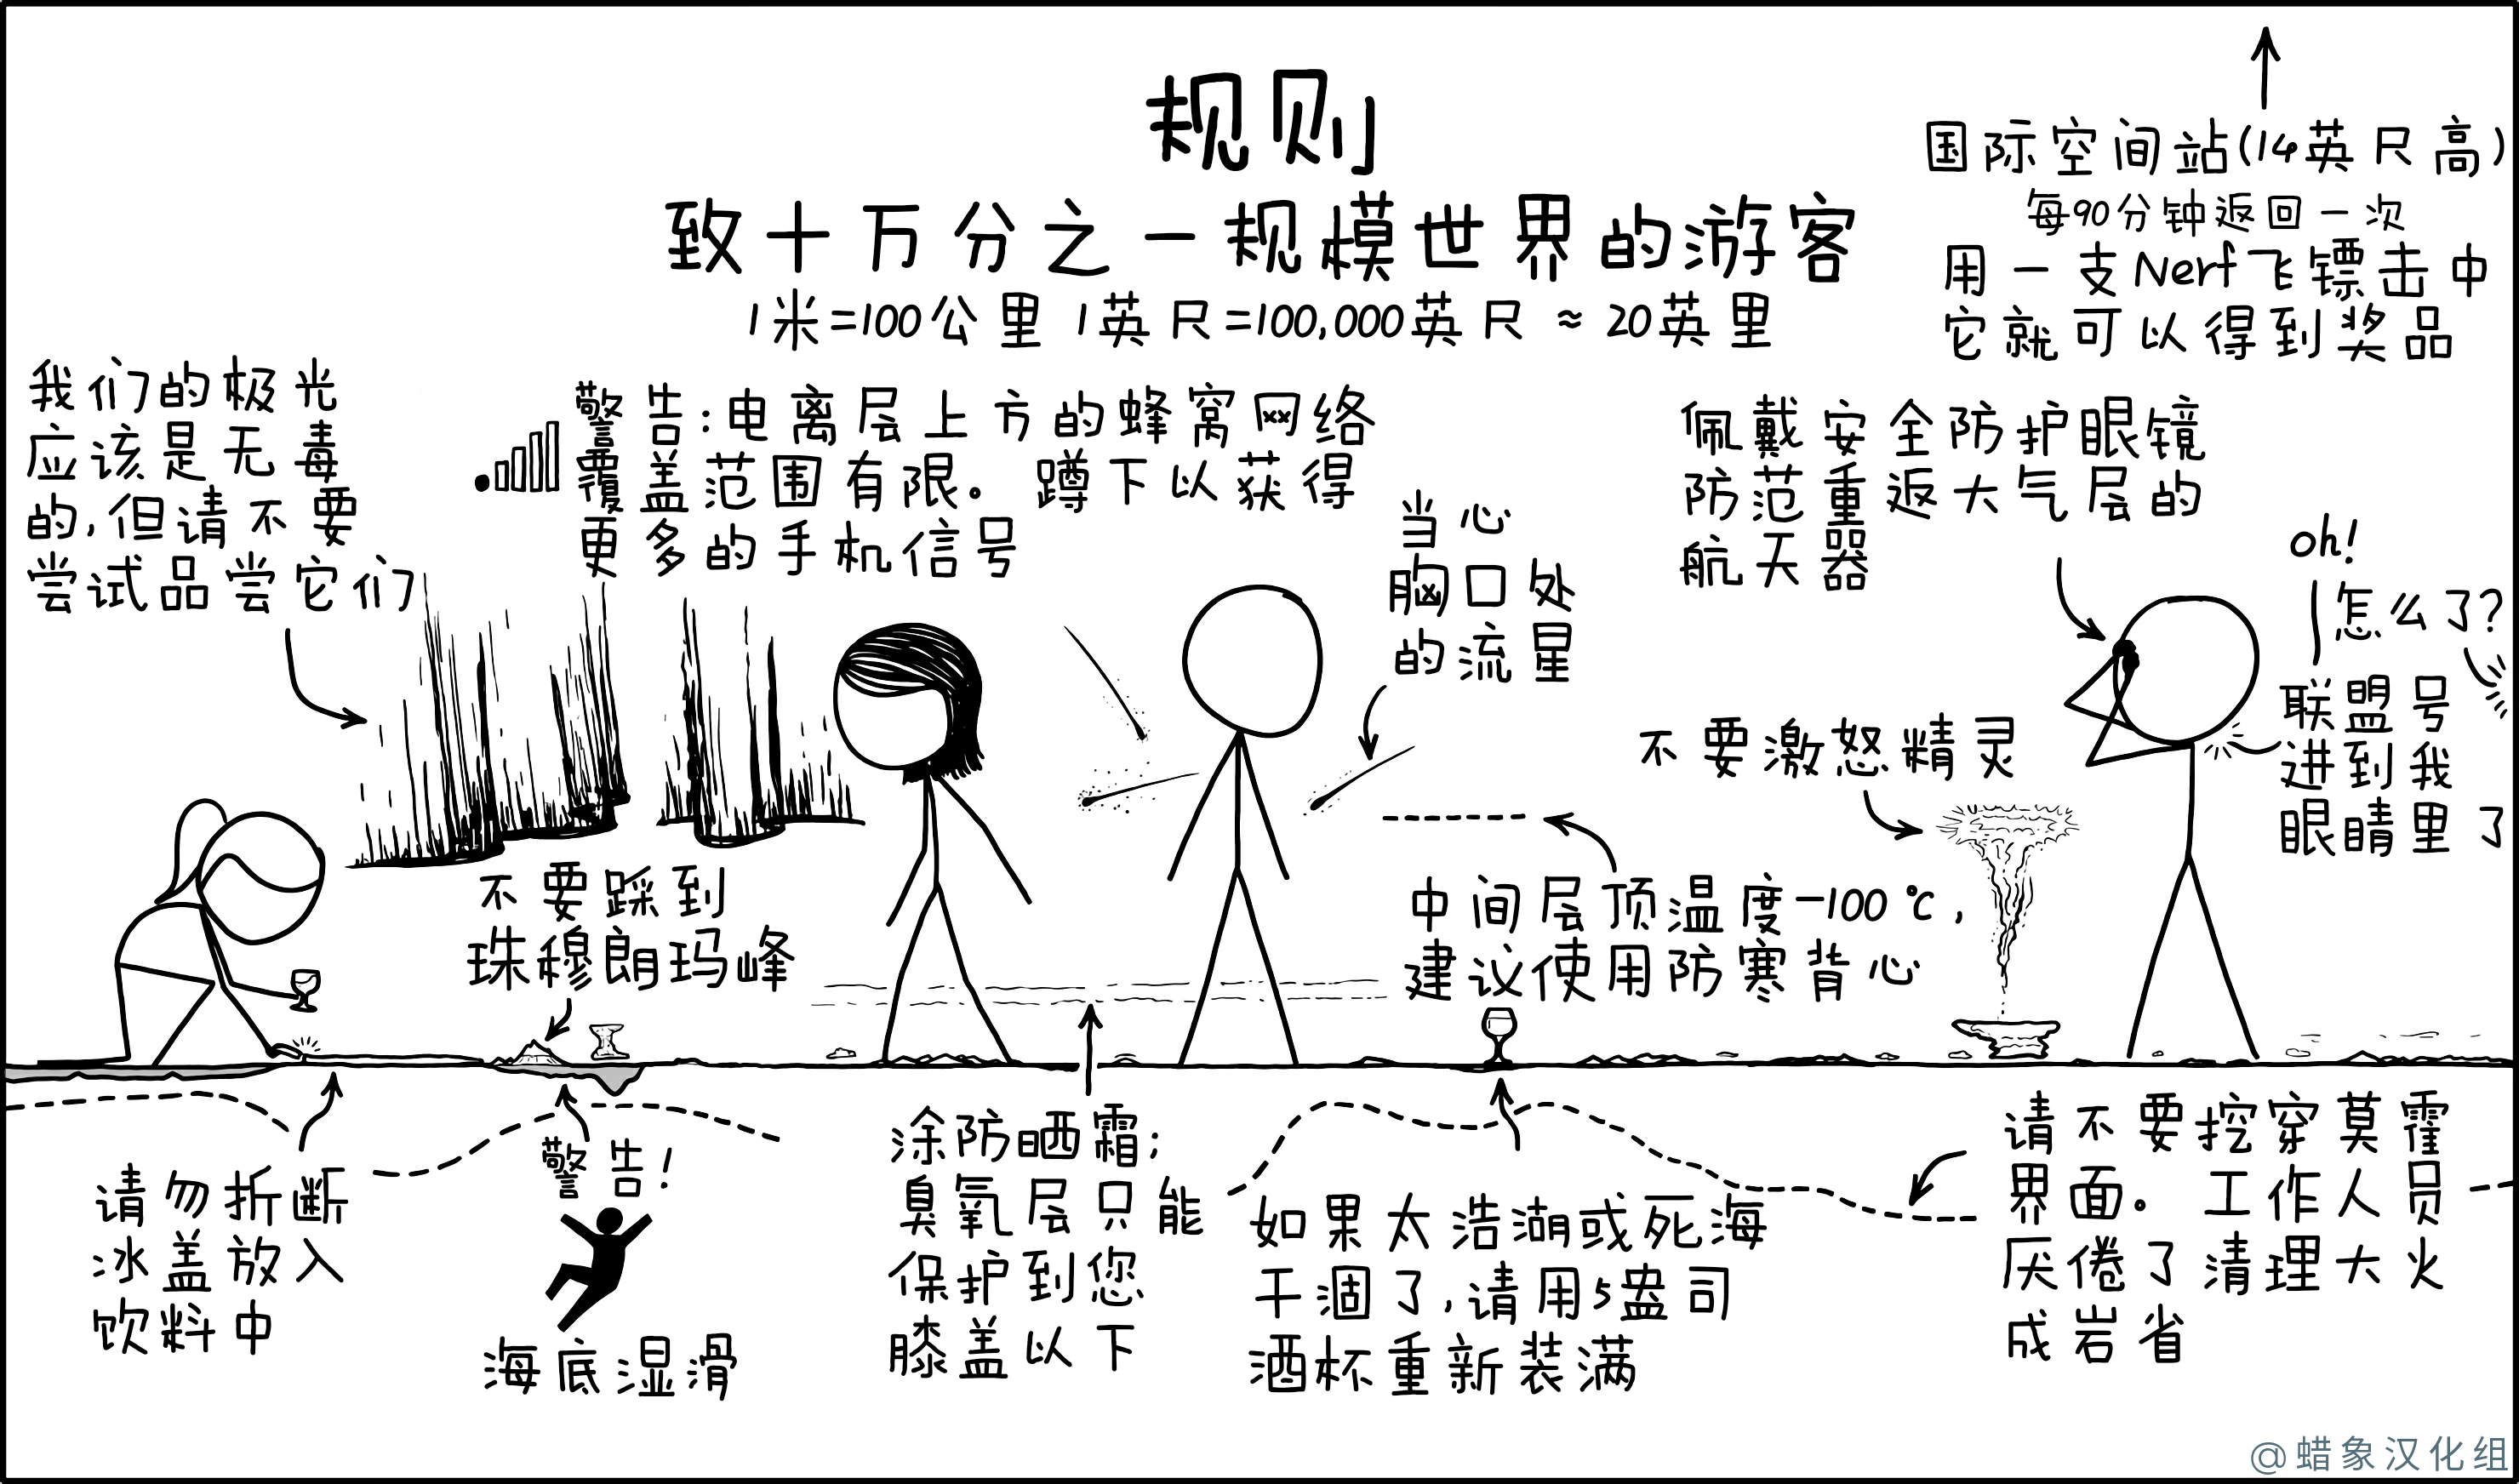 规则
致十万分之一规模世界的游客
1米=100公里 1英尺=100,000英尺 ≈ 20英里
国际空间站(14英尺高)
每90分钟返回一次
用一支Nerf飞镖击中
它就可以得到奖品
我们的极光
应该是无毒
的,但请不要
尝试品尝它们
警告:电离层上方的蜂窝网络
覆盖范围有限。蹲下以获得
更多的手机信号
当心
胸口处
的流星
佩戴安全防护眼镜
防范重返大气层的
航天器
oh!
怎么了?
联盟号
进到我
眼睛里了
不要激怒精灵
不要踩到
珠穆朗玛峰
中间层顶温度-100℃,
建议使用防寒背心
请勿折断
冰盖放入
饮料中
警告!
海底湿滑
涂防晒霜;
臭氧层只能
保护到您
膝盖以下
如果太浩湖或死海
干涸了,请用5盎司
酒杯重新装满
请不要挖穿莫霍
界面。工作人员
厌倦了清理大火
成岩省
@蜡象汉化组